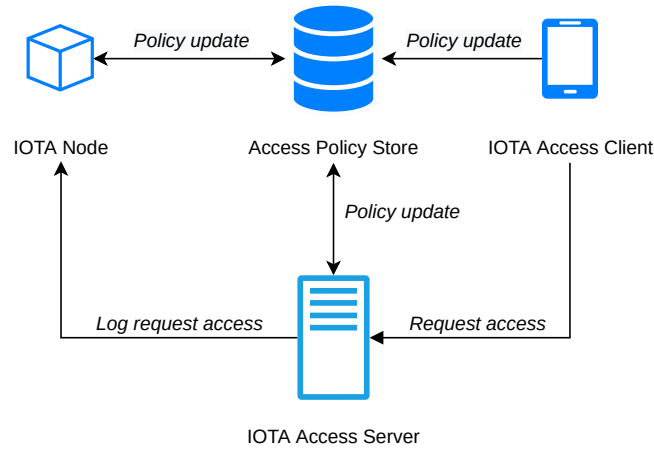 Policy update
Policy update
IOTA Node
Access Policy Store
IOTA Access Client
Policy update
Log request access
Request access
IOTA Access Server